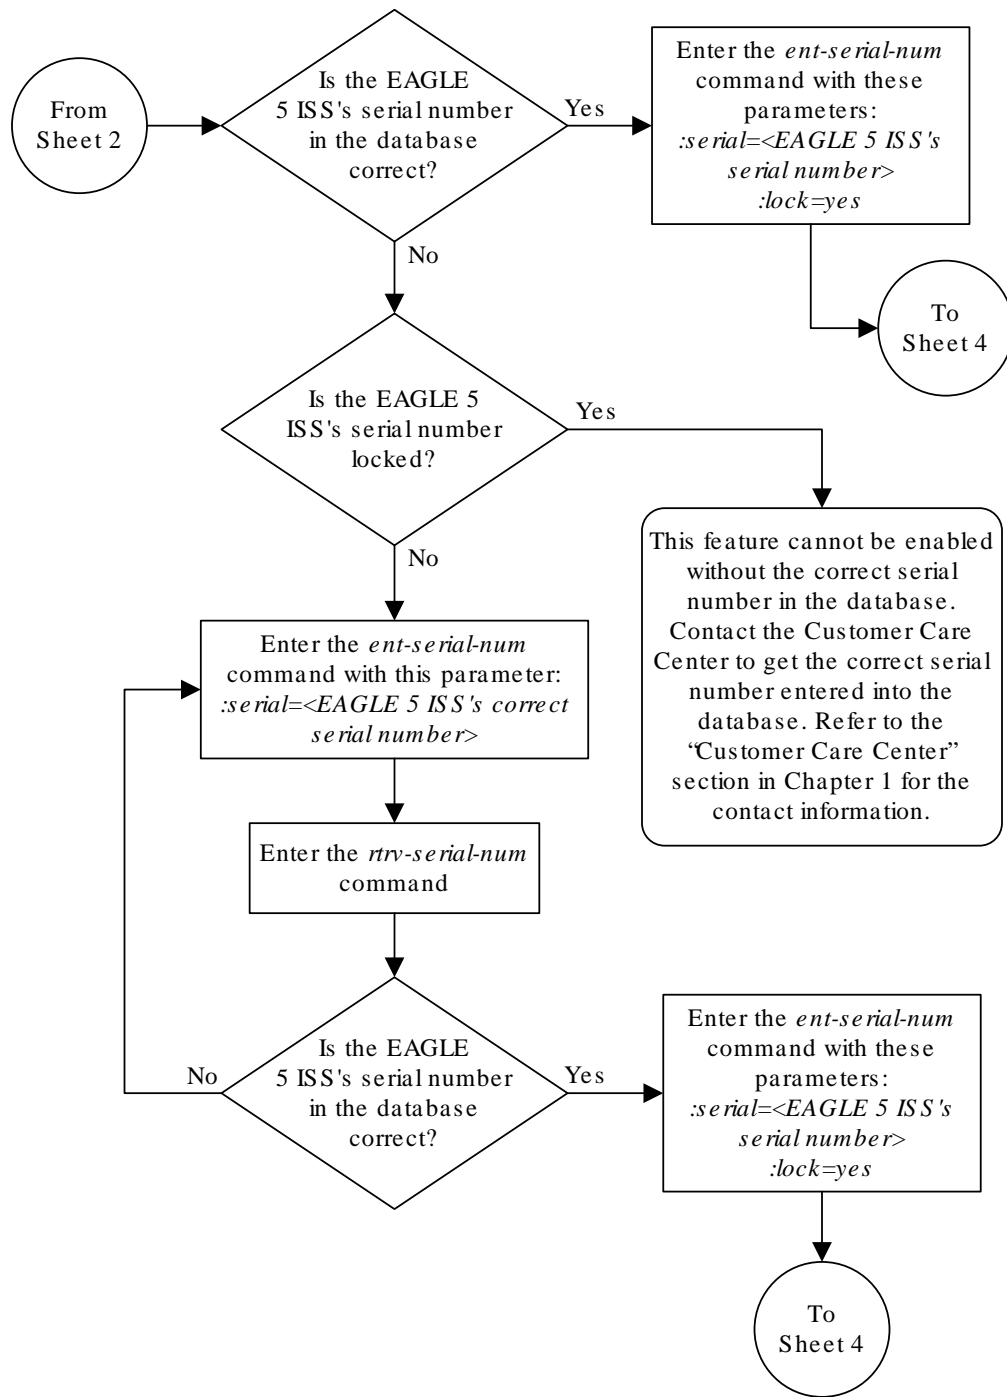 From
Sheet 2
Is the EAGLE
5 ISS's serial number
in the database
correct?
Yes
Enter the ent-serial-num
command with these
parameters:
:serial=<EAGLE 5 ISS's
serial number>
:lock=yes
No
To
Sheet 4
Is the EAGLE 5
ISS's serial number
locked?
Yes
No
This feature cannot be enabled
without the correct serial
number in the database.
Contact the Customer Care
Center to get the correct serial
number entered into the
database. Refer to the
“Customer Care Center”
section in Chapter 1 for the
contact information.
Enter the ent-serial-num
command with this parameter:
:serial=<EAGLE 5 ISS's correct
serial number>
Enter the rtrv-serial-num
command
Is the EAGLE
5 ISS's serial number
in the database
correct?
No
Yes
Enter the ent-serial-num
command with these
parameters:
:serial=<EAGLE 5 ISS's
serial number>
:lock=yes
To
Sheet 4